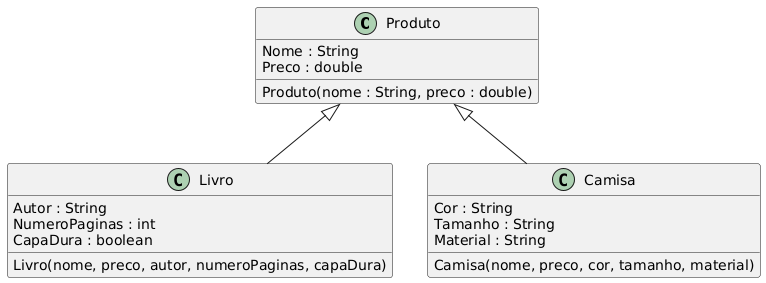 C Produto
Nome : String
Preco : double
Produto(nome : String, preco : double)
C Livro
Autor : String
NumeroPaginas : int
CapaDura : boolean
Livro(nome, preco, autor, numeroPaginas, capaDura)
C Camisa
Cor : String
Tamanho : String
Material : String
Camisa(nome, preco, cor, tamanho, material)